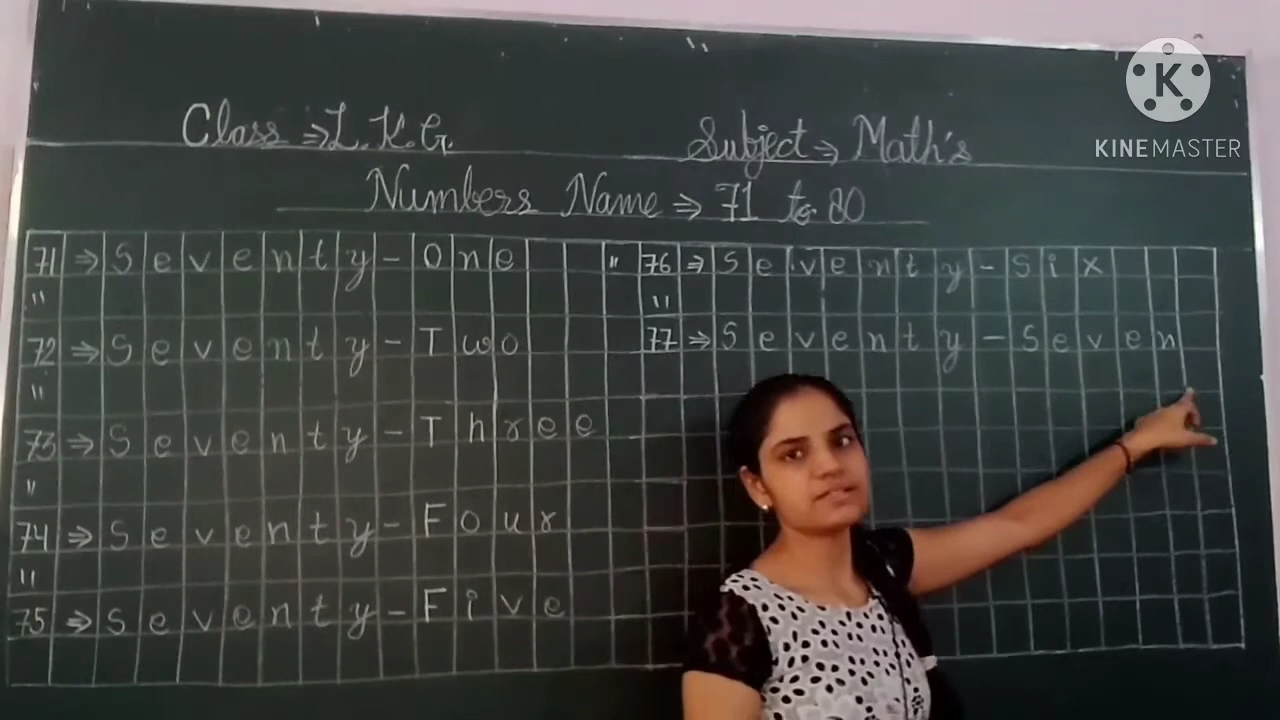 Class ⇒ L.K.G.
Subject ⇒ Math's
Numbers Name ⇒ 71 to 80
71 ⇒ Seventy-One
"
72 ⇒ Seventy-Two
"
73 ⇒ Seventy-Three
"
74 ⇒ Seventy-Four
"
75 ⇒ Seventy-Five
" 76 ⇒ Seventy-Six
"
77 ⇒ Seventy-Seven
K
KINEMASTER